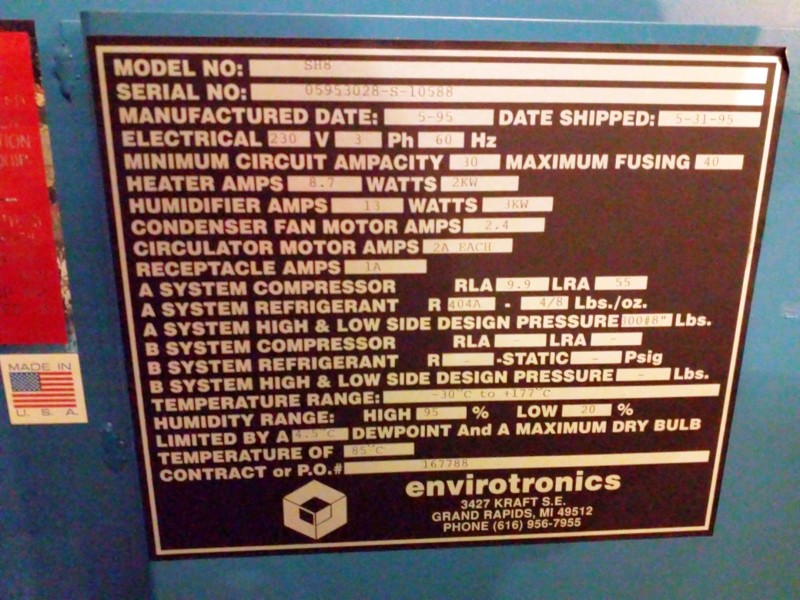 MODEL NO: SH8
SERIAL NO: 05953028-S-10588
MANUFACTURED DATE: 5-95 DATE SHIPPED: 5-31-95
ELECTRICAL 230 V 3 Ph 60 Hz
MINIMUM CIRCUIT AMPACITY 30 MAXIMUM FUSING 40
HEATER AMPS 8.7 WATTS 2KW
HUMIDIFIER AMPS 13 WATTS 3KW
CONDENSER FAN MOTOR AMPS 2.4
CIRCULATOR MOTOR AMPS 2A EACH
RECEPTACLE AMPS 1A
A SYSTEM COMPRESSOR RLA 9.9 LRA 55
A SYSTEM REFRIGERANT R 404A - 4/8 Lbs./oz.
A SYSTEM HIGH & LOW SIDE DESIGN PRESSURE Lbs.
B SYSTEM COMPRESSOR RLA - LRA -
B SYSTEM REFRIGERANT R - -STATIC - Psig
B SYSTEM HIGH & LOW SIDE DESIGN PRESSURE - Lbs.
TEMPERATURE RANGE: -30°C to +177°C
HUMIDITY RANGE: HIGH 95 % LOW 20 %
LIMITED BY A 4.5°C DEWPOINT And A MAXIMUM DRY BULB
TEMPERATURE OF 85°C
CONTRACT or P.O.# 167788
envirotronics
3427 KRAFT S.E.
GRAND RAPIDS, MI 49512
PHONE (616) 956-7955
MADE IN
U. S. A.